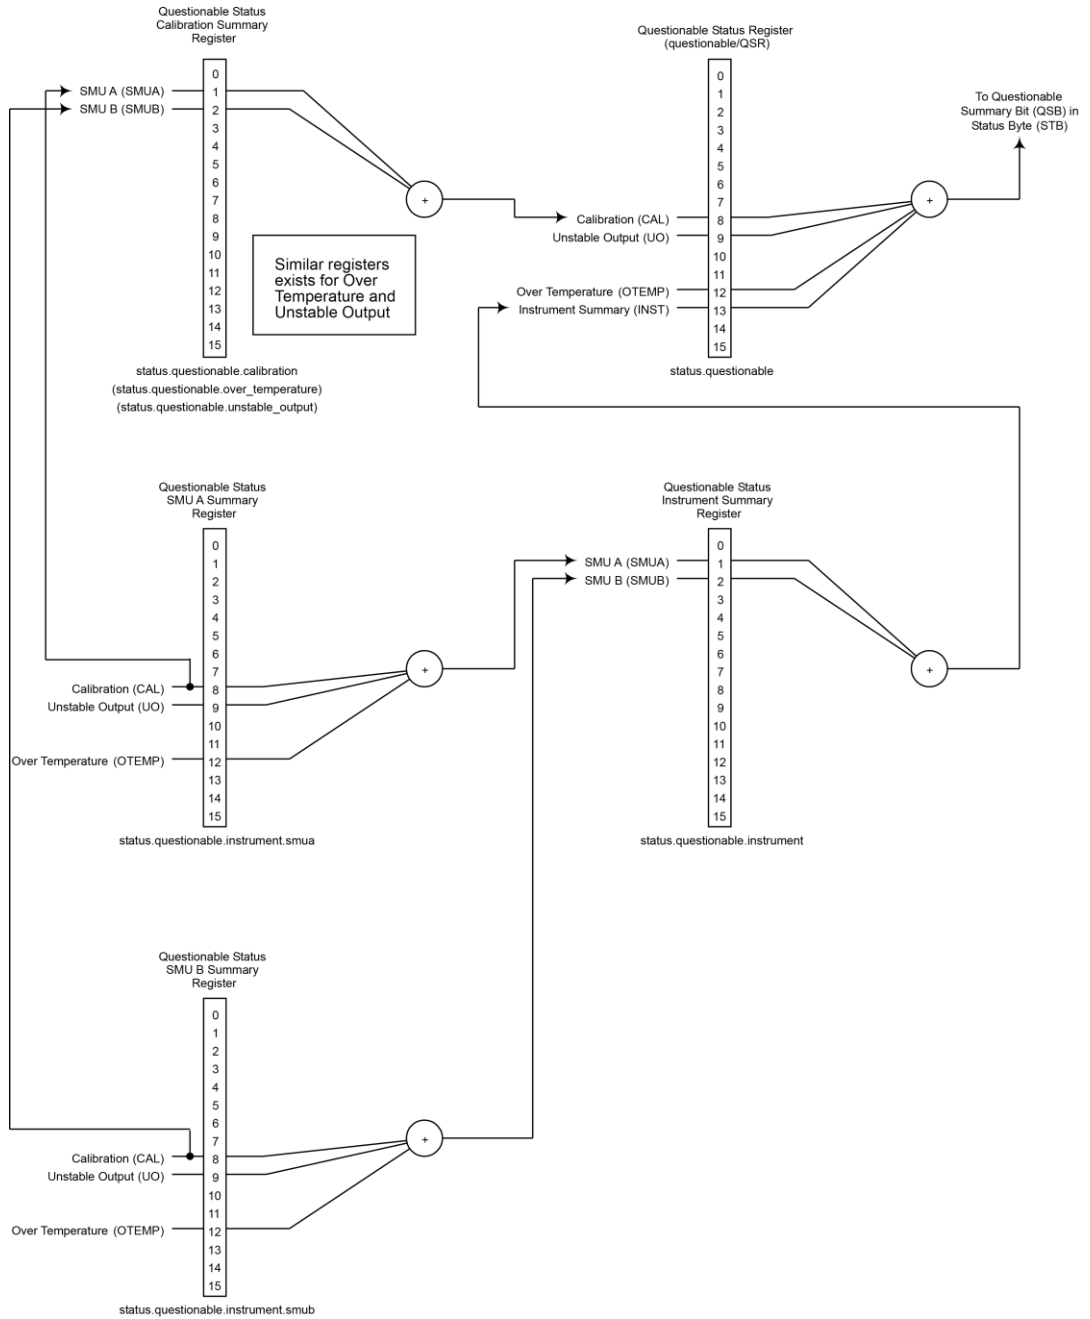 Questionable Status
Calibration Summary
Register
0
SMU A (SMUA)
1
SMU B (SMUB)
2
3
4
5
6
7
8
9
10
11
12
13
14
15
+
Similar registers
exists for Over
Temperature and
Unstable Output
status.questionable.calibration
(status.questionable.over_temperature)
(status.questionable.unstable_output)
Questionable Status Register
(questionable/QSR)
0
1
2
3
4
5
6
7
Calibration (CAL)
8
Unstable Output (UO)
9
10
11
Over Temperature (OTEMP)
12
Instrument Summary (INST)
13
14
15
+
status.questionable
To Questionable
Summary Bit (QSB) in
Status Byte (STB)
Questionable Status
SMU A Summary
Register
0
1
2
3
4
5
6
7
Calibration (CAL)
8
Unstable Output (UO)
9
10
11
Over Temperature (OTEMP)
12
13
14
15
+
status.questionable.instrument.smua
Questionable Status
Instrument Summary
Register
0
SMU A (SMUA)
1
SMU B (SMUB)
2
3
4
5
6
7
8
9
10
11
12
13
14
15
+
status.questionable.instrument
Questionable Status
SMU B Summary
Register
0
1
2
3
4
5
6
7
Calibration (CAL)
8
Unstable Output (UO)
9
10
11
Over Temperature (OTEMP)
12
13
14
15
+
status.questionable.instrument.smub